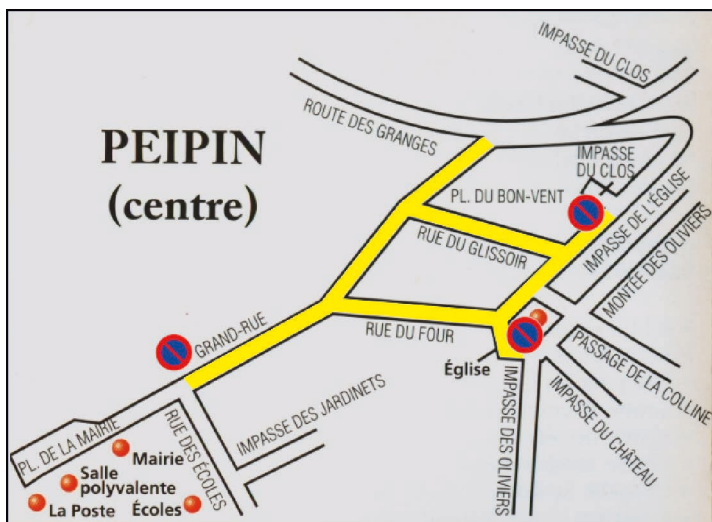 IMPASSE DU CLOS
ROUTE DES GRANGES
PEIPIN
(centre)
IMPASSE
DU CLOS
PL. DU BON-VENT
IMPASSE DE L'ÉGLISE
RUE DU GLISSOIR
MONTÉE DES OLIVIERS
GRAND-RUE
RUE DU FOUR
Église
PASSAGE DE LA COLLINE
IMPASSE DES JARDINETS
IMPASSE DES OLIVIERS
IMPASSE DU CHÂTEAU
PL. DE LA MAIRIE
RUE DES ÉCOLES
Mairie
Salle
polyvalente
La Poste
Écoles